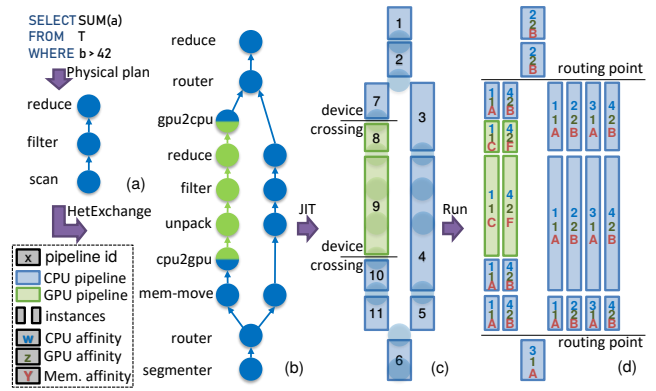 SELECT SUM(a)
FROM T
WHERE b > 42
Physical plan
reduce
filter
scan
(a)
HetExchange
x pipeline id
CPU pipeline
GPU pipeline
instances
w CPU affinity
z GPU affinity
Y Mem. affinity
reduce
router
gpu2cpu
reduce
filter
unpack
cpu2gpu
mem-move
router
segmenter
(b)
JIT
1
2
7
3
device
crossing
8
9
4
device
crossing
10
11
5
6
(c)
Run
2
2
B
2
2
B
routing point
1 4
1 2
A B
1 4
1 2
C F
1 4
1 2
C F
1 4
1 2
A B
1 4
1 2
A B
1 2 3 4
1 2 1 2
A B A B
1 2 3 4
1 2 1 2
A B A B
1 2 3 4
1 2 1 2
A B A B
routing point
3
1
A
(d)